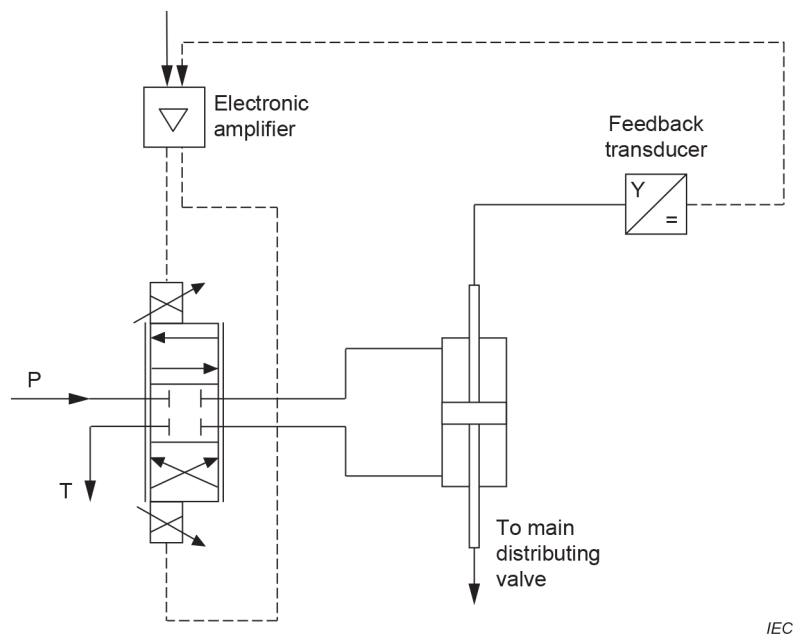 Electronic
amplifier
Feedback
transducer
Y
=
P
T
To main
distributing
valve
IEC